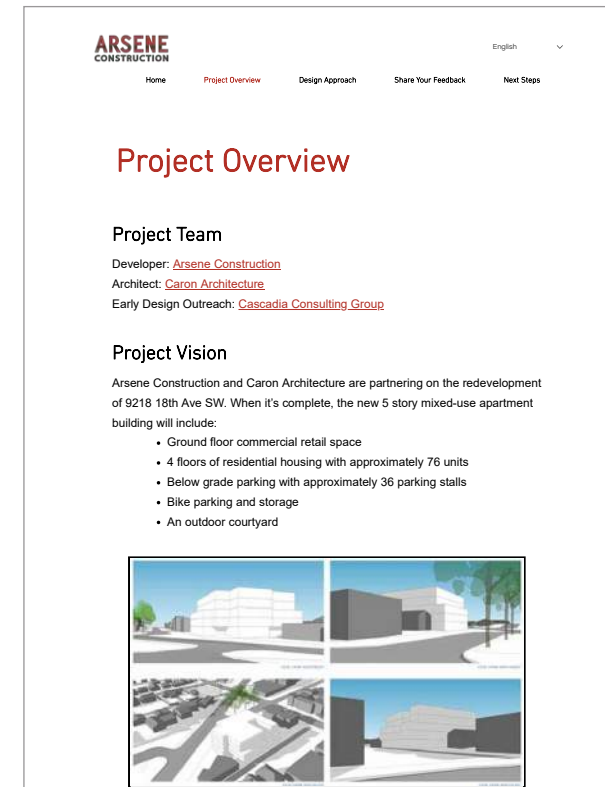 ARSENE
CONSTRUCTION
English
Home Project Overview Design Approach Share Your Feedback Next Steps
Project Overview
Project Team
Developer: Arsene Construction
Architect: Caron Architecture
Early Design Outreach: Cascadia Consulting Group
Project Vision
Arsene Construction and Caron Architecture are partnering on the redevelopment
of 9218 18th Ave SW. When it's complete, the new 5 story mixed-use apartment
building will include:
• Ground floor commercial retail space
• 4 floors of residential housing with approximately 76 units
• Below grade parking with approximately 36 parking stalls
• Bike parking and storage
• An outdoor courtyard